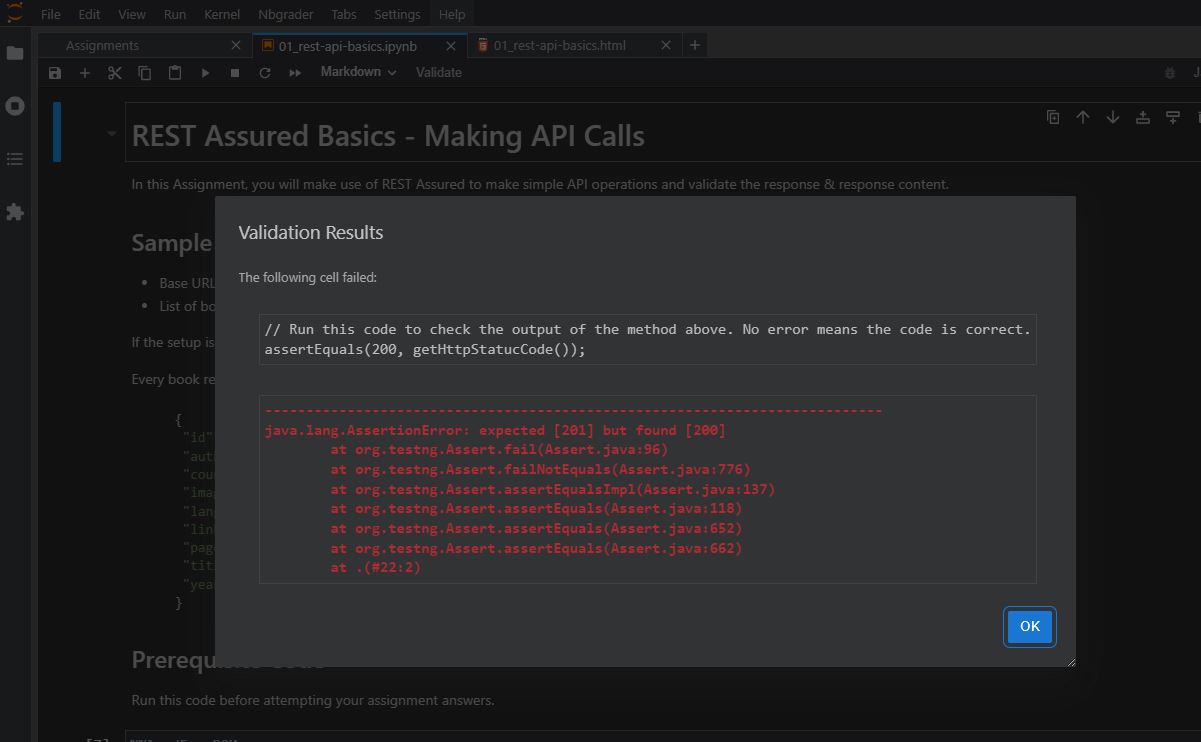 File Edit View Run Kernel Nbgrader Tabs Settings Help
Assignments 01_rest-api-basics.ipynb 01_rest-api-basics.html
Markdown Validate
REST Assured Basics - Making API Calls
In this Assignment, you will make use of REST Assured to make simple API operations and validate the response & response content.
Validation Results
Sample
The following cell failed:
Base URL
List of bo
// Run this code to check the output of the method above. No error means the code is correct.
If the setup is
assertEquals(200, getHttpStatucCode());
Every book re
{
"id"
"aut
"cou
"ima
"lan
"lin
"pag
"tit
"yea
}
---------------------------------------------------------------------------
java.lang.AssertionError: expected [201] but found [200]
at org.testng.Assert.fail(Assert.java:96)
at org.testng.Assert.failNotEquals(Assert.java:776)
at org.testng.Assert.assertEqualsImpl(Assert.java:137)
at org.testng.Assert.assertEquals(Assert.java:118)
at org.testng.Assert.assertEquals(Assert.java:652)
at org.testng.Assert.assertEquals(Assert.java:662)
at .(#22:2)
OK
Run this code before attempting your assignment answers.